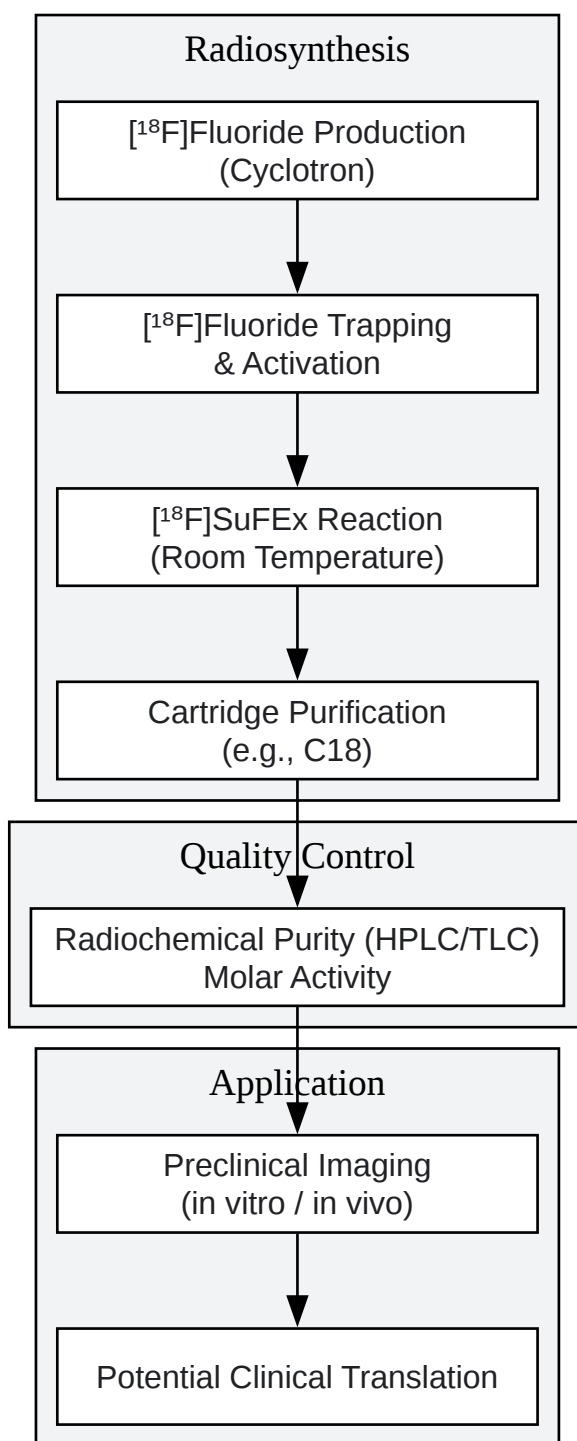 Radiosynthesis
[¹⁸F]Fluoride Production
(Cyclotron)
[¹⁸F]Fluoride Trapping
& Activation
[¹⁸F]SuFEx Reaction
(Room Temperature)
Cartridge Purification
(e.g., C18)
Quality Control
Radiochemical Purity (HPLC/TLC)
Molar Activity
Application
Preclinical Imaging
(in vitro / in vivo)
Potential Clinical Translation